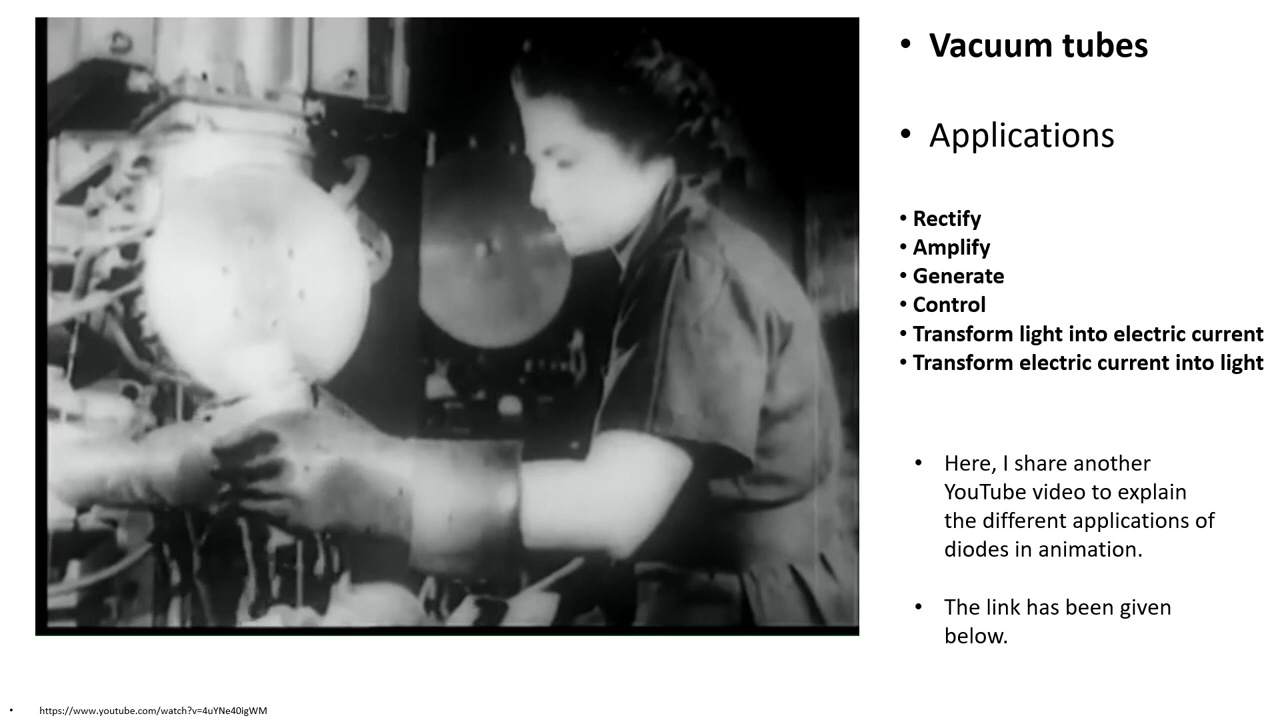 • Vacuum tubes
• Applications
• Rectify
• Amplify
• Generate
• Control
• Transform light into electric current
• Transform electric current into light
• Here, I share another
YouTube video to explain
the different applications of
diodes in animation.
• The link has been given
below.
• https://www.youtube.com/watch?v=4uYNe40igWM